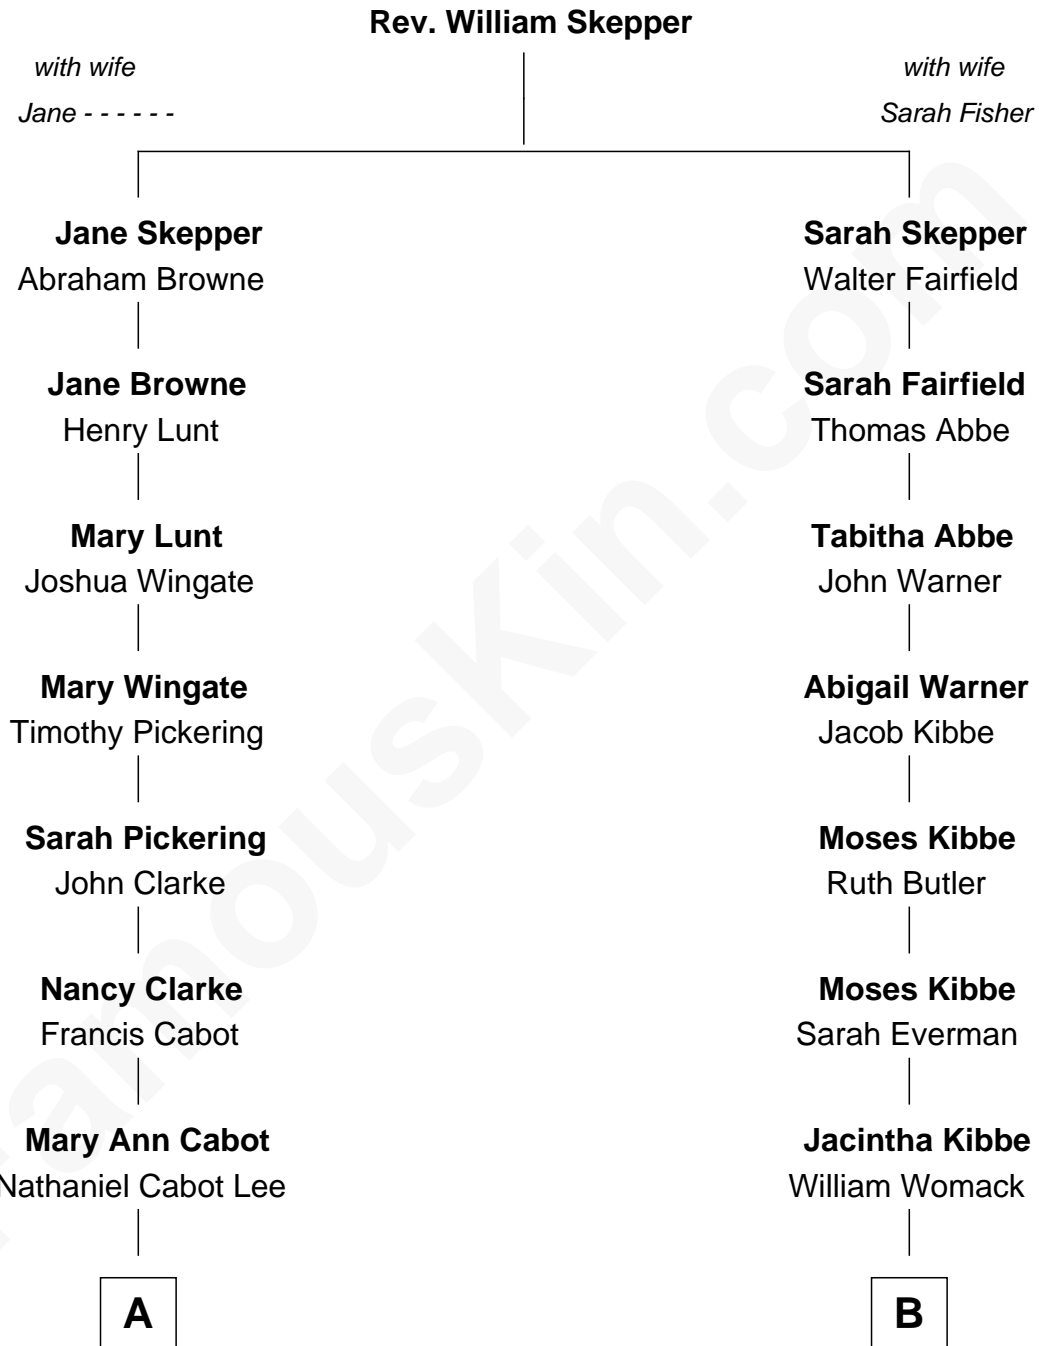 Rev. William Skepper
with wife
Jane - - - - - -
with wife
Sarah Fisher
Jane Skepper
Abraham Browne
Sarah Skepper
Walter Fairfield
Jane Browne
Henry Lunt
Sarah Fairfield
Thomas Abbe
Mary Lunt
Joshua Wingate
Tabitha Abbe
John Warner
Mary Wingate
Timothy Pickering
Abigail Warner
Jacob Kibbe
Sarah Pickering
John Clarke
Moses Kibbe
Ruth Butler
Nancy Clarke
Francis Cabot
Moses Kibbe
Sarah Everman
Mary Ann Cabot
Nathaniel Cabot Lee
Jacintha Kibbe
William Womack
A
B
FamousKin.com